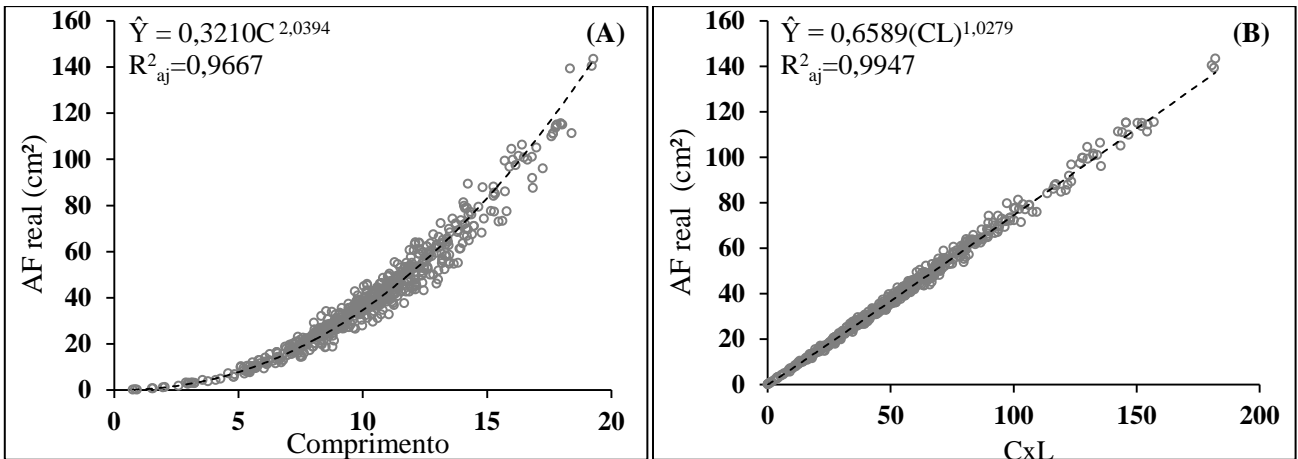 Ŷ = 0,3210C^2,0394
(A)
R²aj=0,9667
AF real (cm²)
160
140
120
100
80
60
40
20
0
0 5 10 15 20
Comprimento
Ŷ = 0,6589(CL)^1,0279
(B)
R²aj=0,9947
AF real (cm²)
160
140
120
100
80
60
40
20
0
0 50 100 150 200
CxL